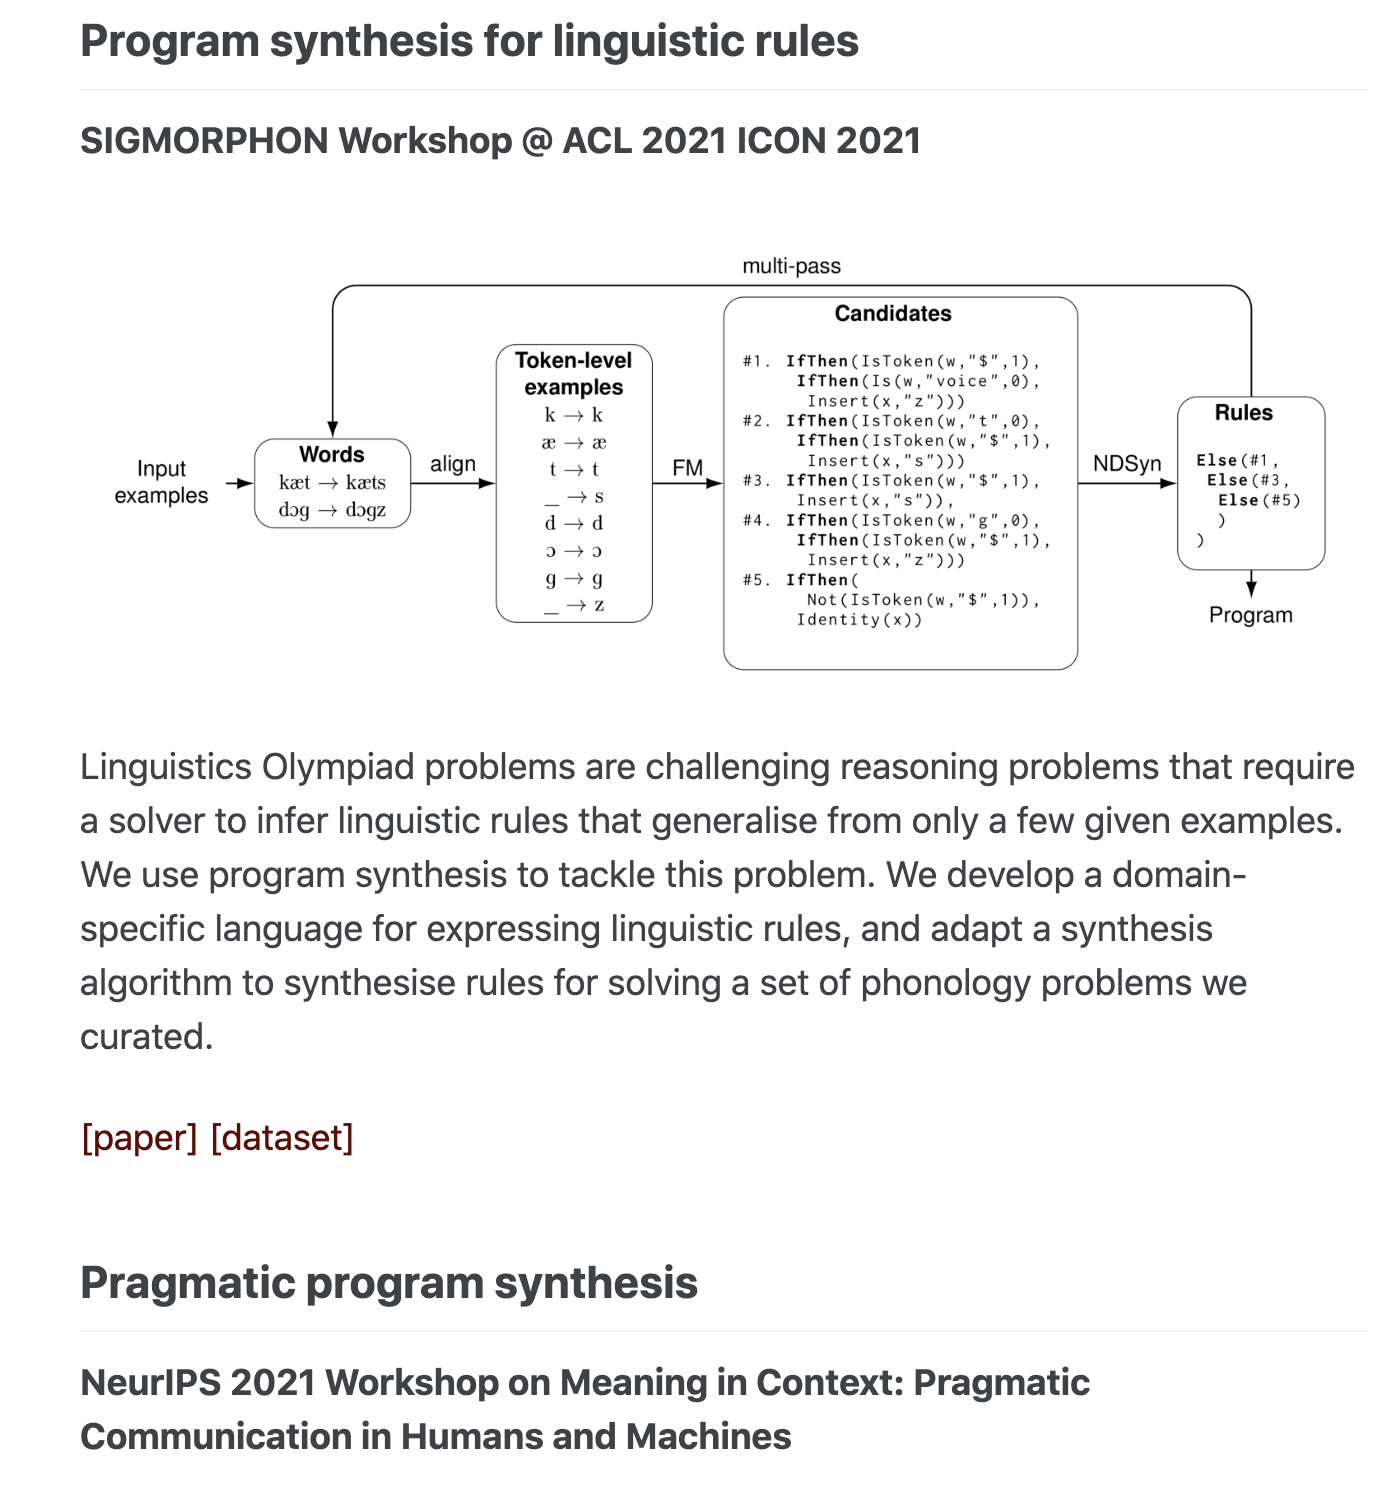 Program synthesis for linguistic rules
SIGMORPHON Workshop @ ACL 2021 ICON 2021
multi-pass
Input
examples
Words
kæt → kæts
dɔg → dɔgz
align
Token-level
examples
k → k
æ → æ
t → t
_ → s
d → d
ɔ → ɔ
g → g
_ → z
FM
Candidates
#1. IfThen(IsToken(w,"$",1),
IfThen(Is(w,"voice",0),
Insert(x,"z")))
#2. IfThen(IsToken(w,"t",0),
IfThen(IsToken(w,"$",1),
Insert(x,"s")))
#3. IfThen(IsToken(w,"$",1),
Insert(x,"s")),
#4. IfThen(IsToken(w,"g",0),
IfThen(IsToken(w,"$",1),
Insert(x,"z")))
#5. IfThen(
Not(IsToken(w,"$",1)),
Identity(x))
NDSyn
Rules
Else(#1,
Else(#3,
Else(#5)
)
)
Program
Linguistics Olympiad problems are challenging reasoning problems that require
a solver to infer linguistic rules that generalise from only a few given examples.
We use program synthesis to tackle this problem. We develop a domain-
specific language for expressing linguistic rules, and adapt a synthesis
algorithm to synthesise rules for solving a set of phonology problems we
curated.
[paper] [dataset]
Pragmatic program synthesis
NeurIPS 2021 Workshop on Meaning in Context: Pragmatic
Communication in Humans and Machines